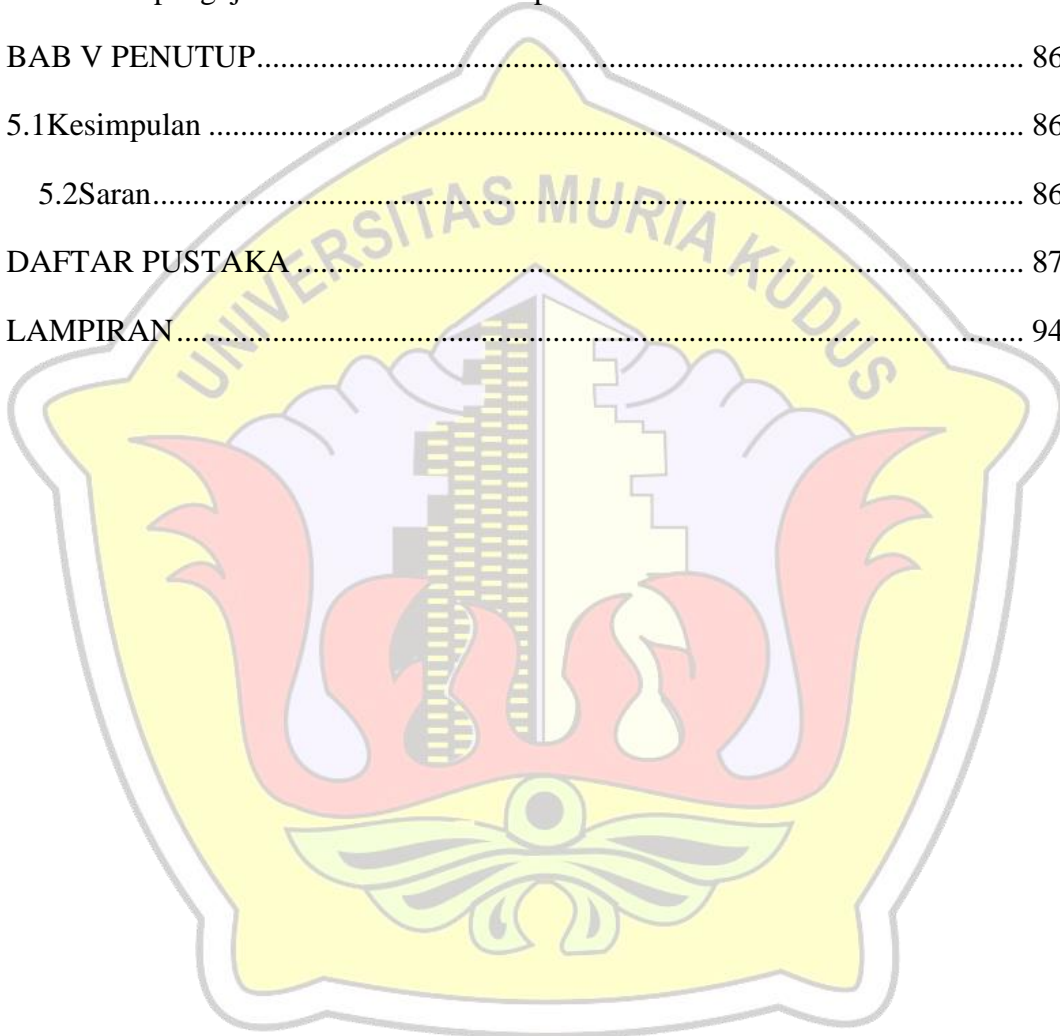 BAB V PENUTUP.................................................................................................... 86
5.1Kesimpulan .......................................................................................................... 86
5.2Saran................................................................................................................. 86
DAFTAR PUSTAKA ............................................................................................... 87
LAMPIRAN.............................................................................................................. 94
UNIVERSITAS MURIA KUDUS